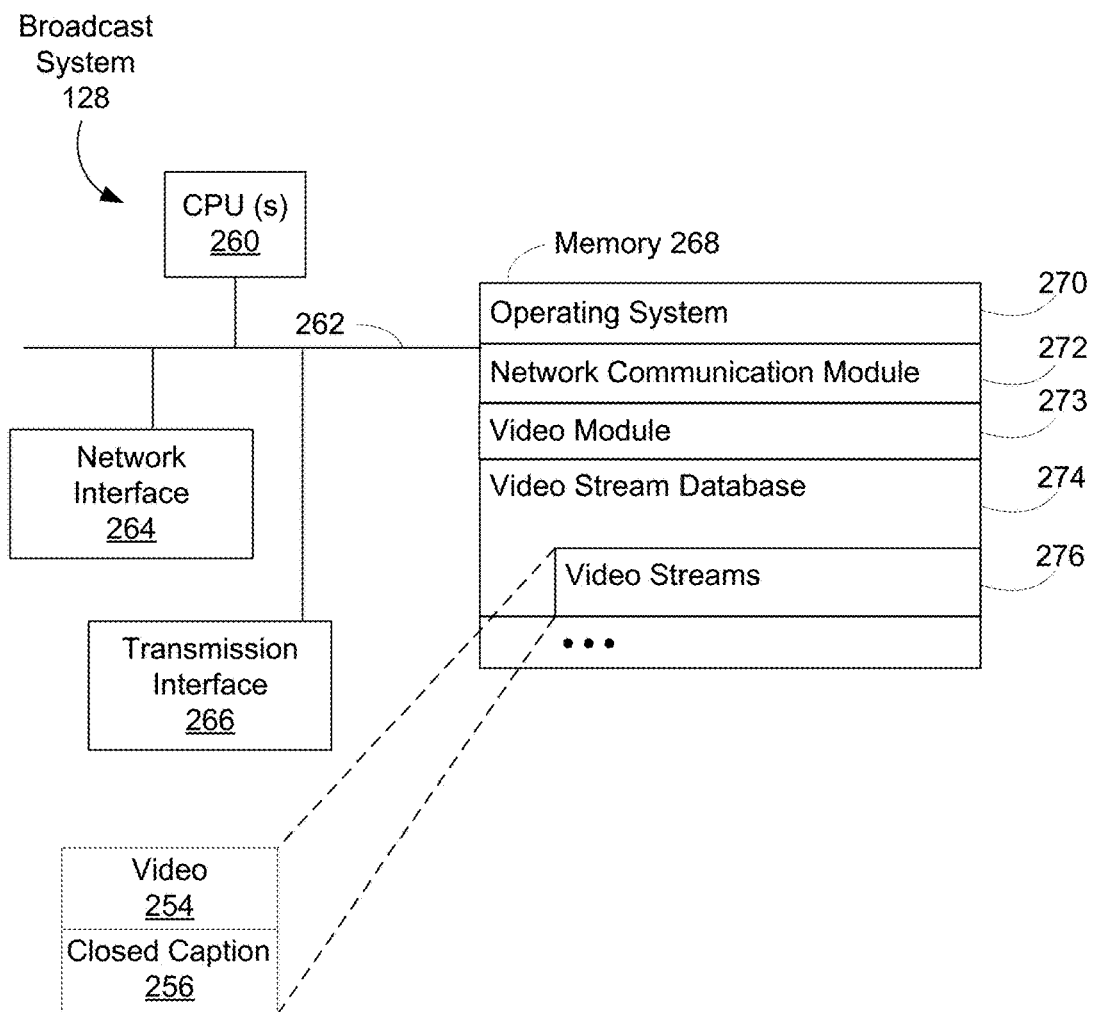 Broadcast
System
128
CPU (s)
260
Memory 268
262
Operating System
270
Network Communication Module
272
Video Module
273
Video Stream Database
274
Video Streams
276
Network
Interface
264
Transmission
Interface
266
Video
254
Closed Caption
256